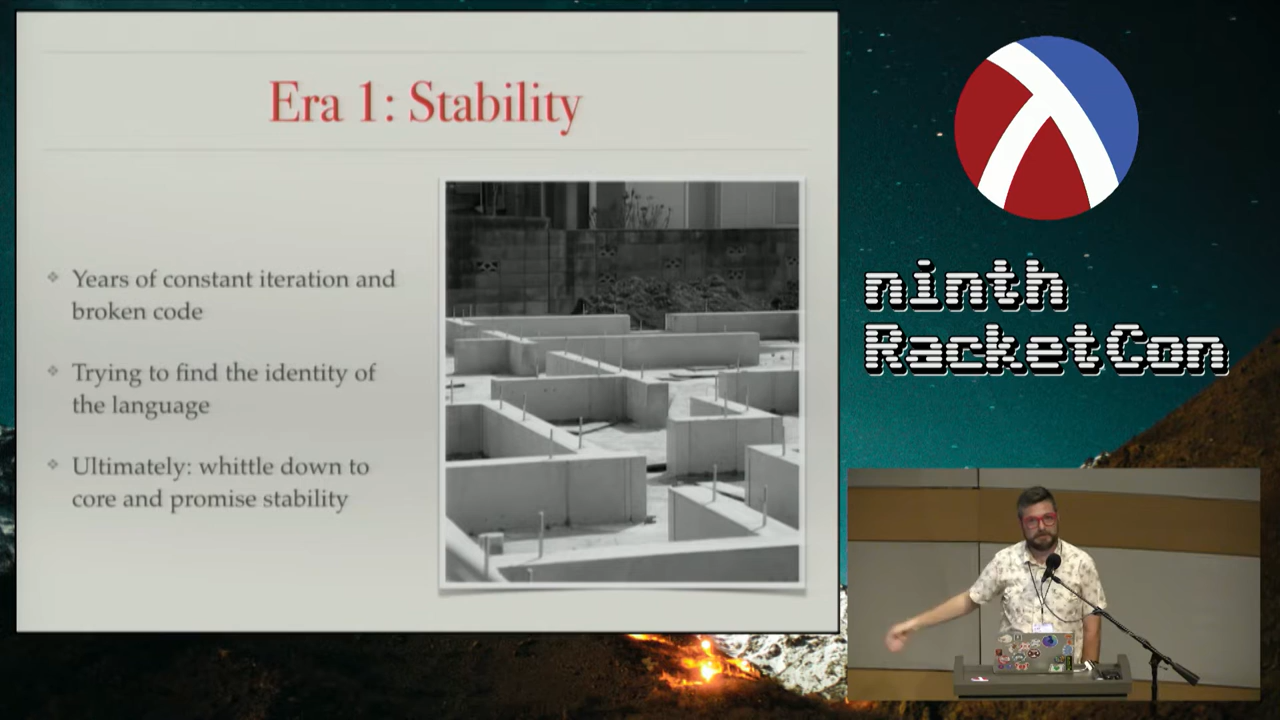 Era 1: Stability
Years of constant iteration and
broken code
Trying to find the identity of
the language
Ultimately: whittle down to
core and promise stability
ninth
RacketCon